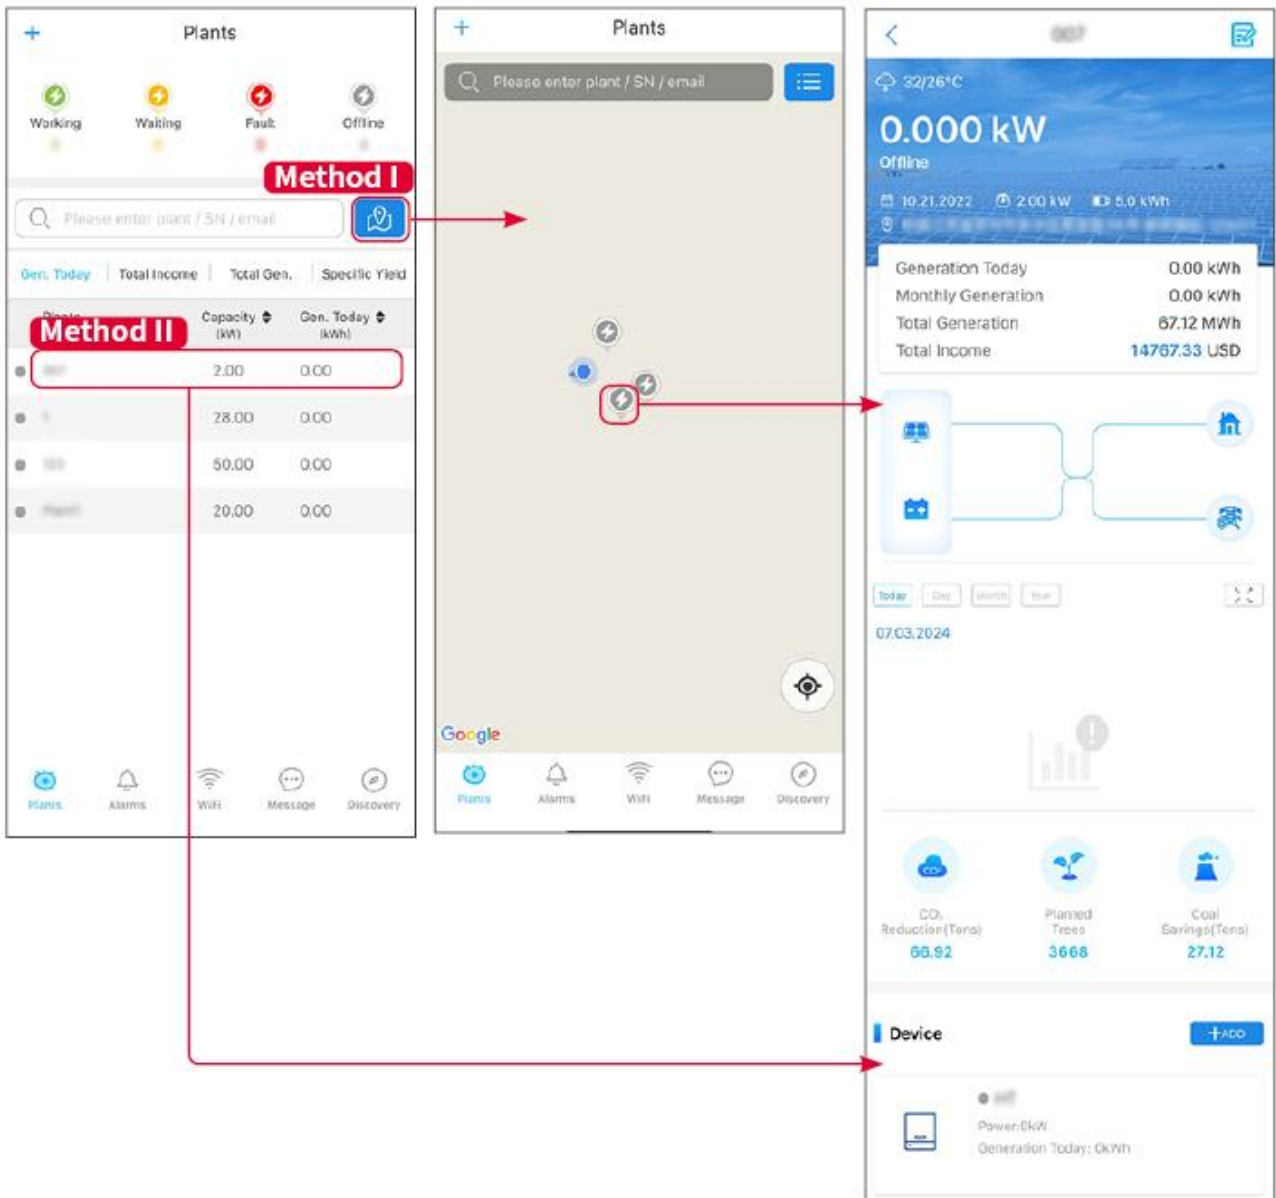 Plants
Working
Waiting
Fault
Offline
Method I
Please enter plant / SN / email
Gen. Today
Total Income
Total Gen.
Specific Yield
Method II
Capacity
(kW)
Gen. Today
(kWh)
2.00 0.00
28.00 0.00
50.00 0.00
20.00 0.00
Plants
Alarms
WiFi
Message
Discovery
Plants
Please enter plant / SN / email
Google
Plants
Alarms
WiFi
Message
Discovery
007
32/26°C
0.000 kW
Offline
10.21.2022 2.00 kW 5.0 kWh
Generation Today 0.00 kWh
Monthly Generation 0.00 kWh
Total Generation 67.12 MWh
Total Income 14767.33 USD
Today
Day
Month
Year
07.03.2024
CO₂
Reduction(Tons)
66.92
Planted
Trees
3668
Coal
Savings(Tons)
27.12
Device
+ADD
Power:0kW
Generation Today: 0kWh